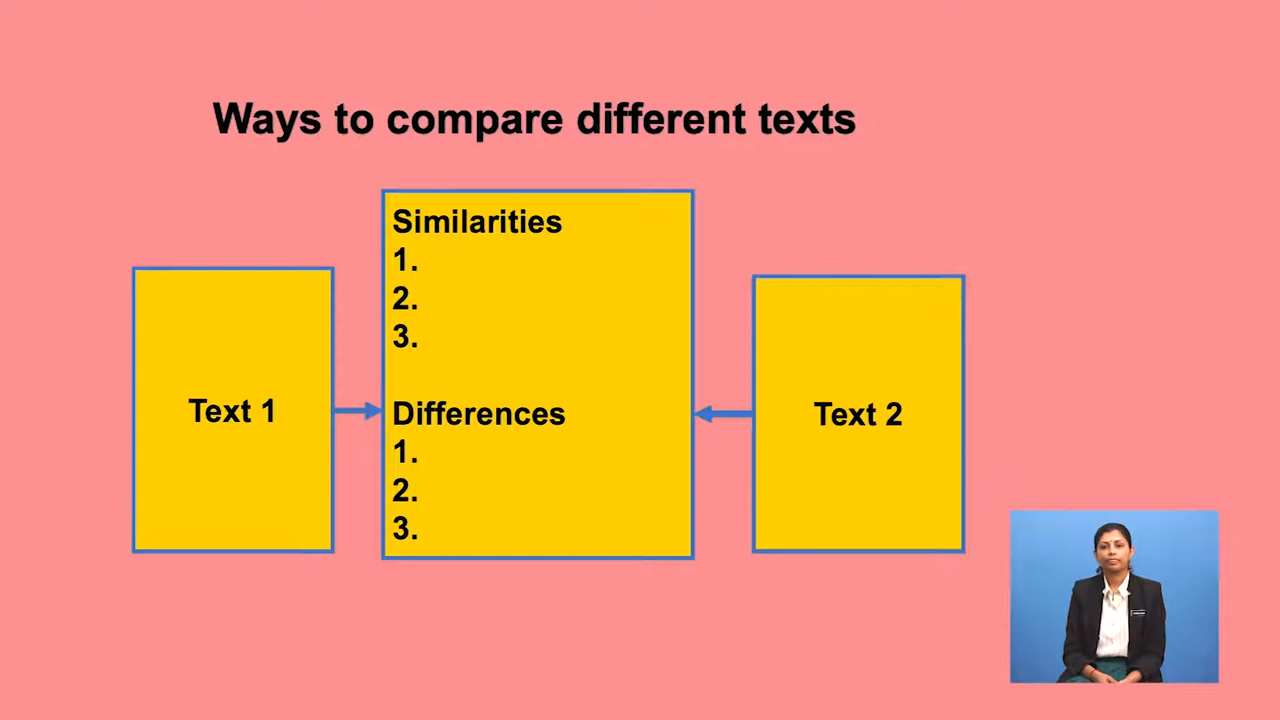 Ways to compare different texts
Similarities
1.
2.
3.
Differences
1.
2.
3.
Text 1
Text 2